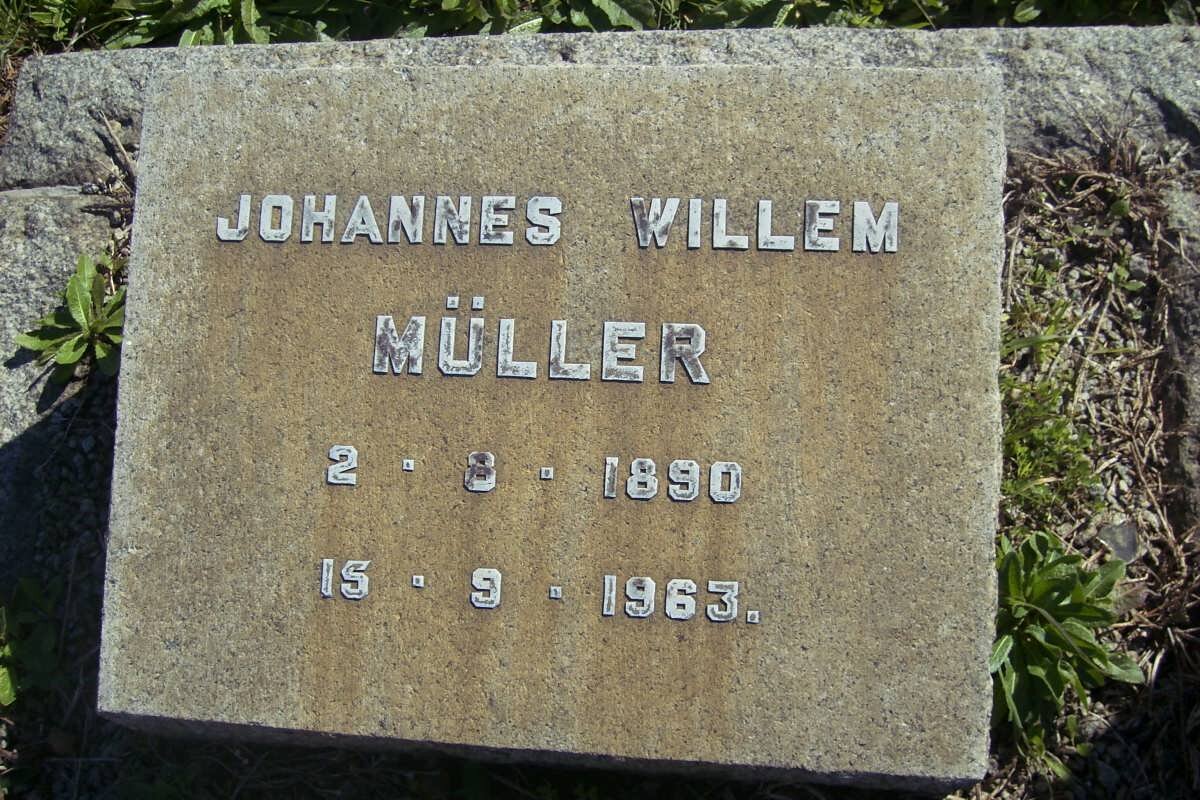 JOHANNES WILLEM
MÜLLER
2 · 8 · 1890
15 · 9 · 1963.